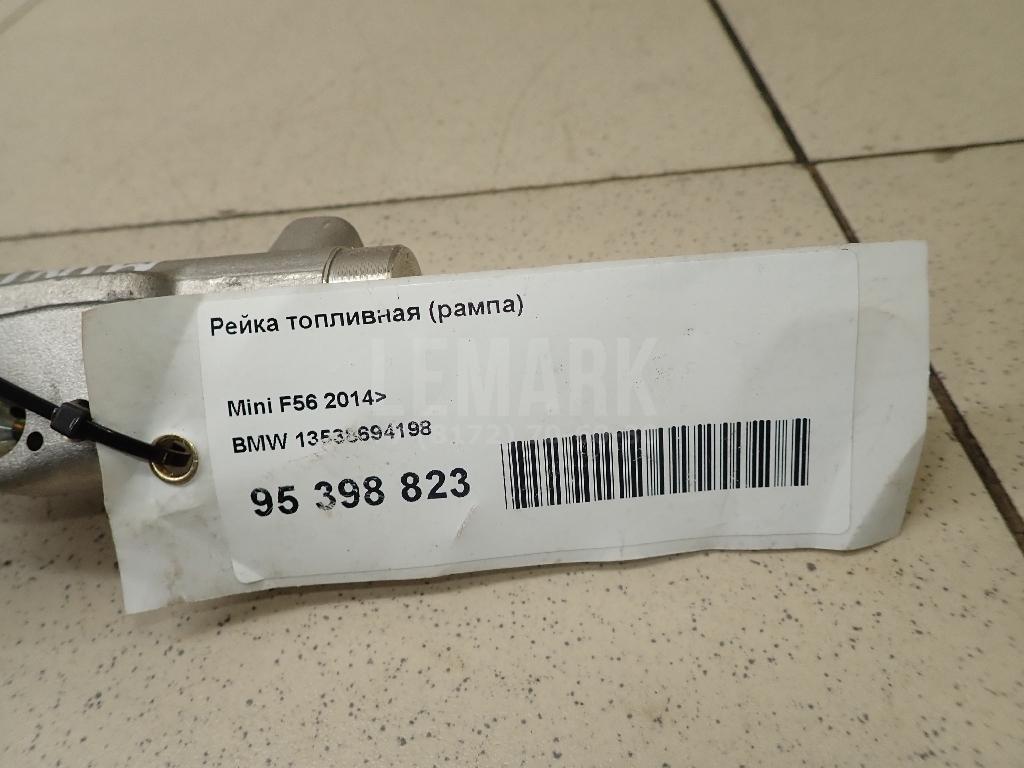 Рейка топливная (рампа)
LEMARK
Mini F56 2014>
BMW 13538694198
95 398 823